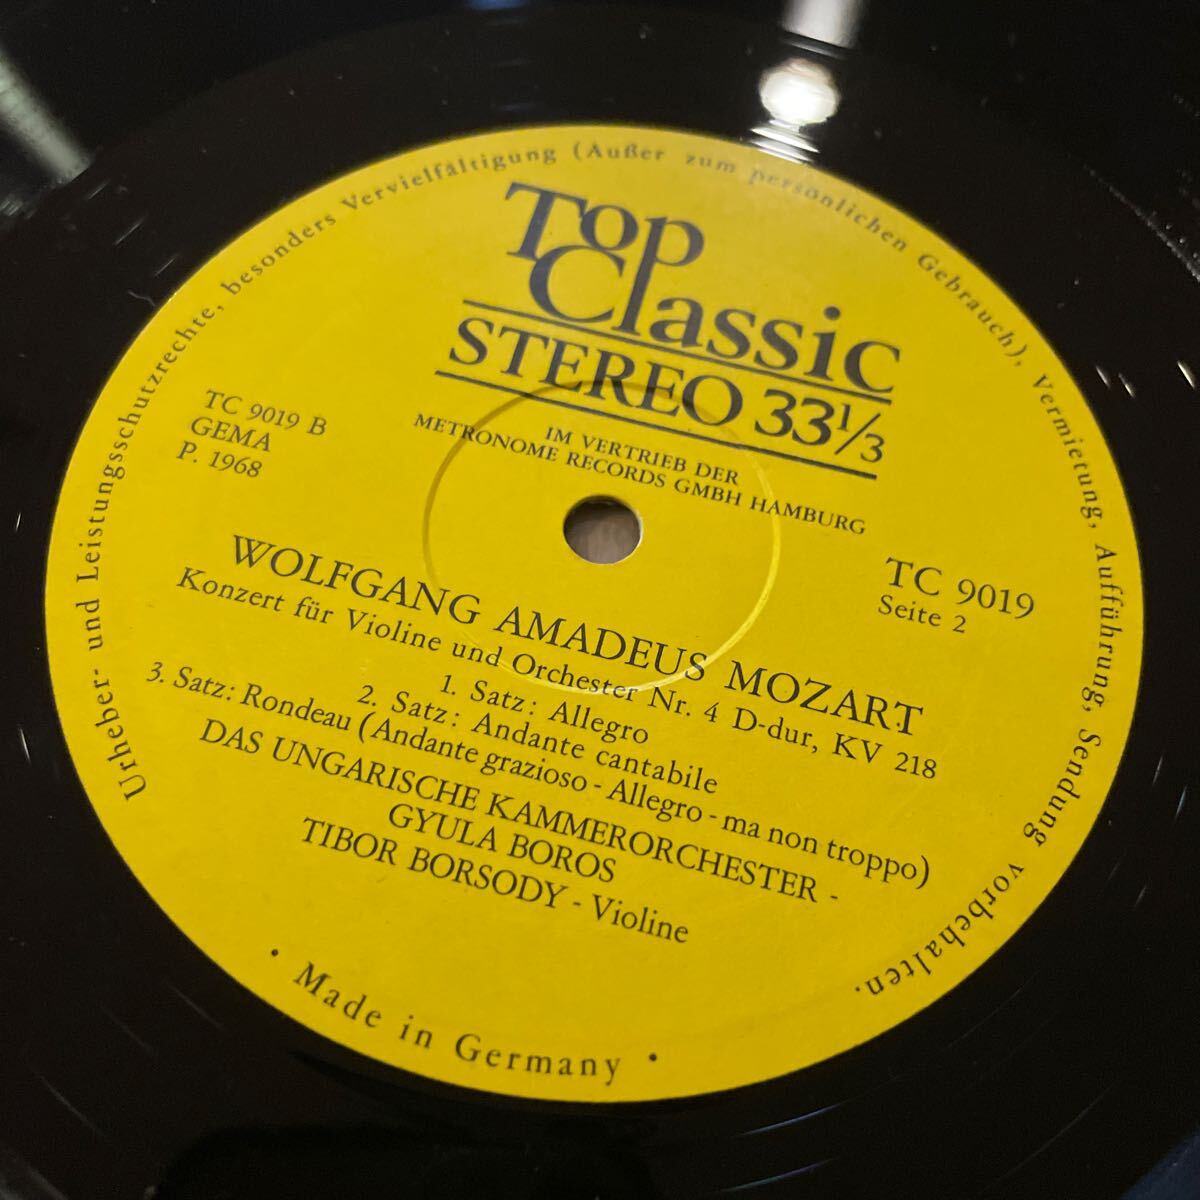 Urheber- und Leistungsschutzrechte, besonders Vervielfältigung (Außer zum persönlichen Gebrauch), Vermietung, Aufführung, Sendung vorbehalten.
Top
Classic
STEREO 33⅓
IM VERTRIEB DER
METRONOME RECORDS GMBH HAMBURG
TC 9019 B
GEMA
P. 1968
TC 9019
Seite 2
WOLFGANG AMADEUS MOZART
Konzert für Violine und Orchester Nr. 4 D-dur, KV 218
1. Satz: Allegro
2. Satz: Andante cantabile
3. Satz: Rondeau (Andante grazioso - Allegro - ma non troppo)
DAS UNGARISCHE KAMMERORCHESTER -
GYULA BOROS
TIBOR BORSODY - Violine
· Made in Germany ·